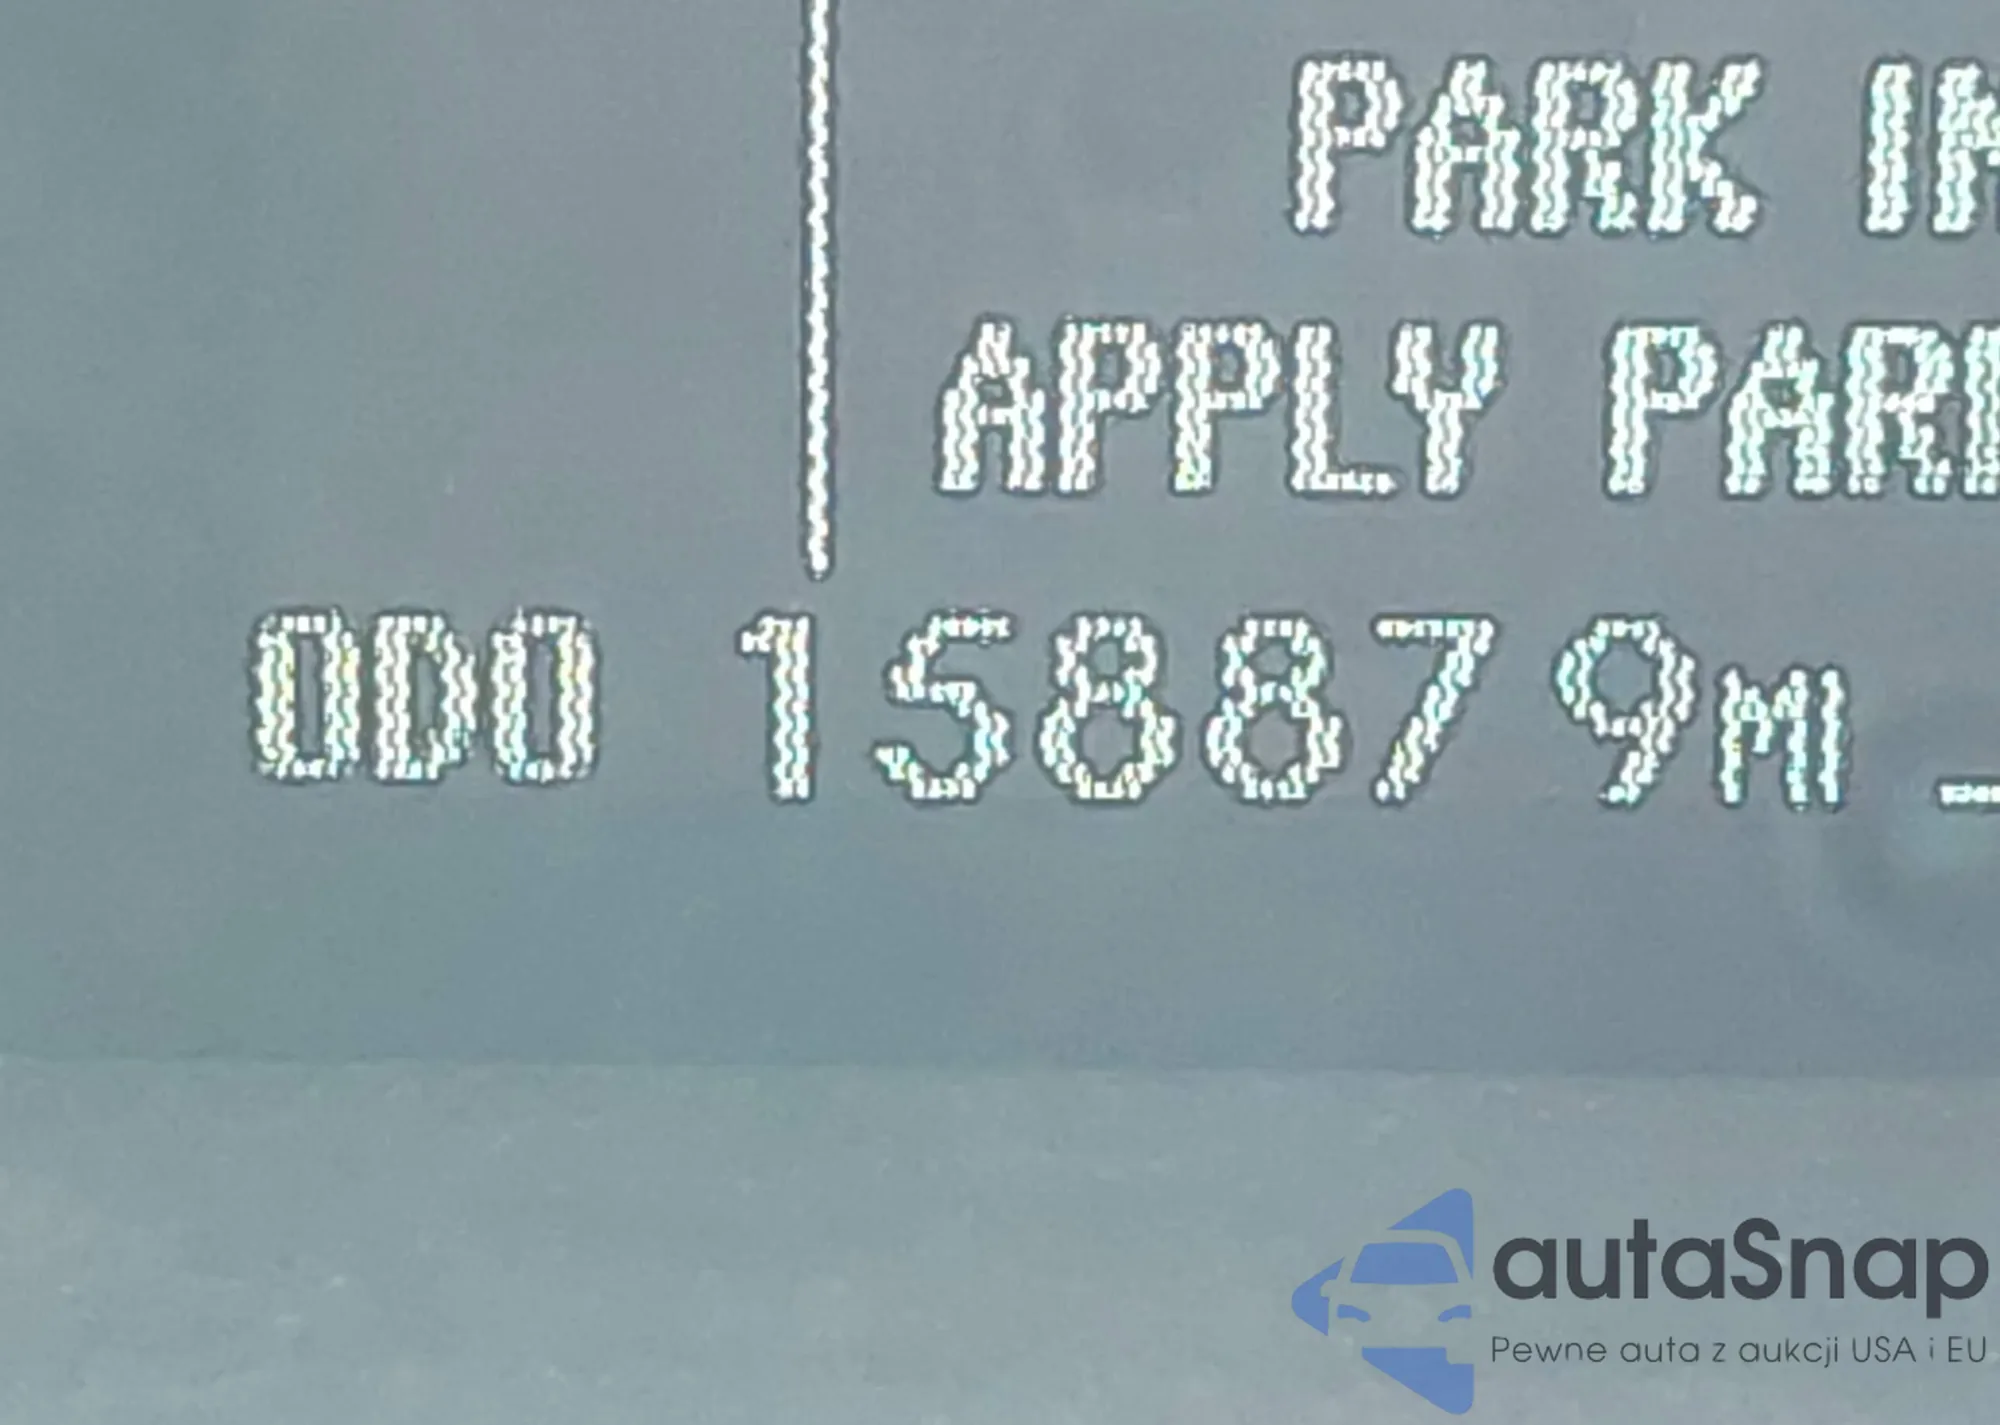 PARK
APPLY
ODO 158879MI
autaSnap
Pewne auta z aukcji USA i EU